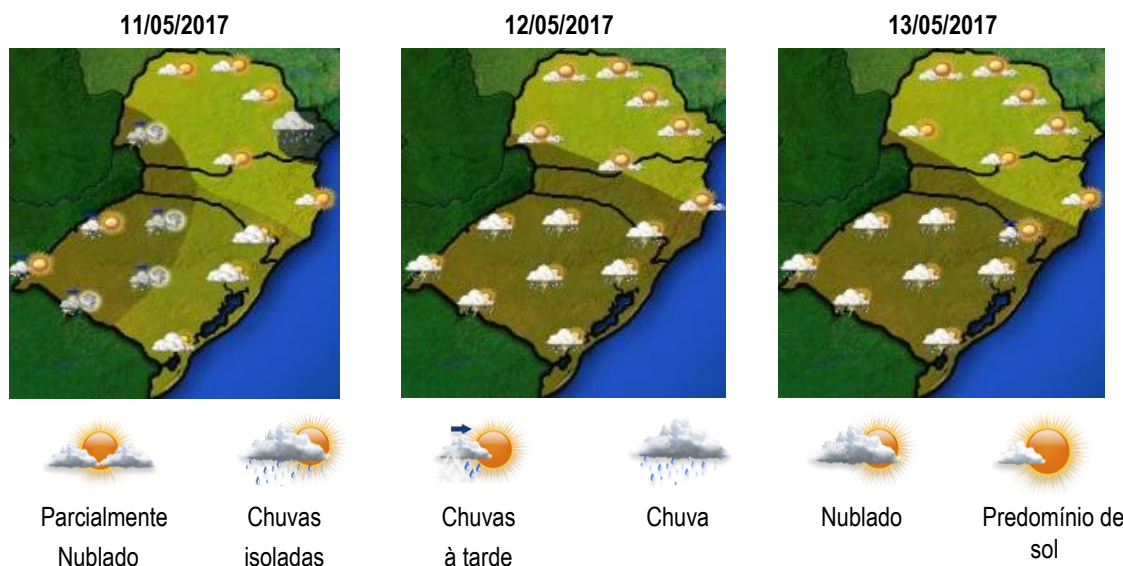 11/05/2017
12/05/2017
13/05/2017
Parcialmente
Nublado
Chuvas
isoladas
Chuvas
à tarde
Chuva
Nublado
Predomínio de
sol